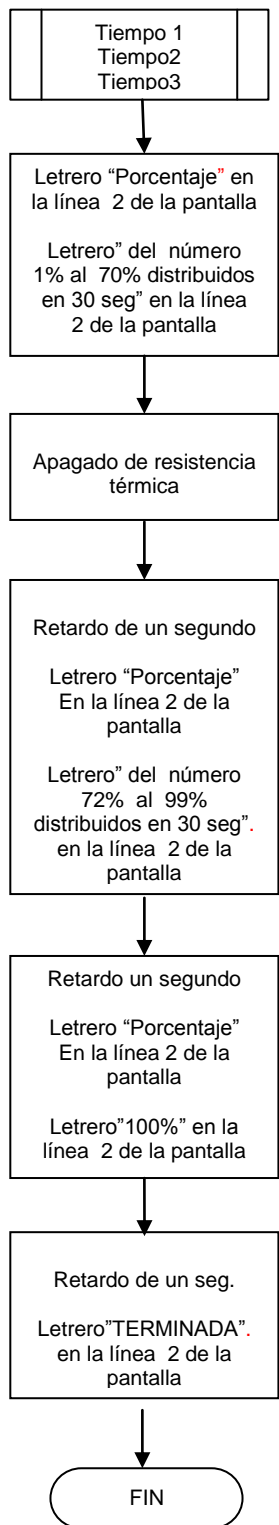 Tiempo 1
Tiempo2
Tiempo3
Letrero “Porcentaje” en
la línea 2 de la pantalla
Letrero” del número
1% al 70% distribuidos
en 30 seg” en la línea
2 de la pantalla
Apagado de resistencia
térmica
Retardo de un segundo
Letrero “Porcentaje”
En la línea 2 de la
pantalla
Letrero” del número
72% al 99%
distribuidos en 30 seg”.
en la línea 2 de la
pantalla
Retardo un segundo
Letrero “Porcentaje”
En la línea 2 de la
pantalla
Letrero”100%” en la
línea 2 de la pantalla
Retardo de un seg.
Letrero”TERMINADA”.
en la línea 2 de la
pantalla
FIN